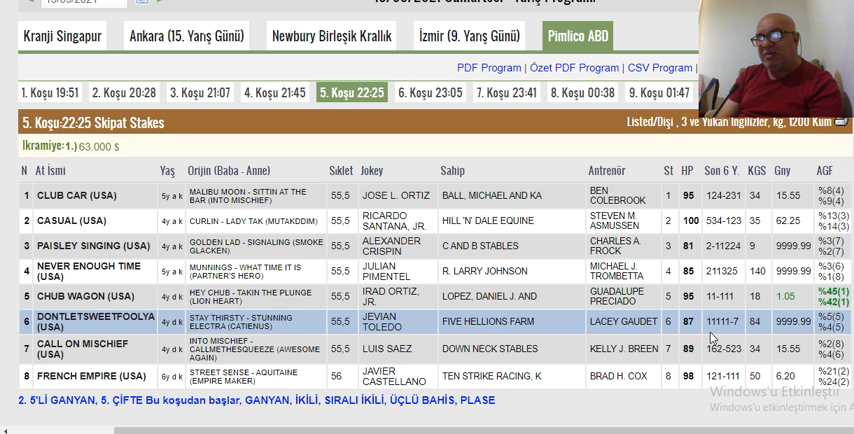 Kranji Singapur Ankara (15. Yarış Günü) Newbury Birleşik Krallık İzmir (9. Yarış Günü) Pimlico ABD
PDF Program | Özet PDF Program | CSV Program |
1. Koşu 19:51 2. Koşu 20:28 3. Koşu 21:07 4. Koşu 21:45 5. Koşu 22:25 6. Koşu 23:05 7. Koşu 23:41 8. Koşu 00:38 9. Koşu 01:47
5. Koşu:22:25 Skipat Stakes Listed/Dişi , 3 ve Yukarı İngilizler, kg, 1200 Kum
İkramiye:1.) 63.000 $
N At İsmi Yaş Orijin (Baba - Anne) Sıklet Jokey Sahip Antrenör St HP Son 6 Y. KGS Gny AGF
1 CLUB CAR (USA) 5y a k MALIBU MOON - SITTIN AT THE BAR (INTO MISCHIEF) 55,5 JOSE L. ORTIZ BALL, MICHAEL AND KA BEN COLEBROOK 1 95 124-231 34 15.55 %8(4) %9(4)
2 CASUAL (USA) 4y a k CURLIN - LADY TAK (MUTAKDDIM) 55,5 RICARDO SANTANA, JR. HILL 'N' DALE EQUINE STEVEN M. ASMUSSEN 2 100 534-123 35 62.25 %13(3) %14(3)
3 PAISLEY SINGING (USA) 4y a k GOLDEN LAD - SIGNALING (SMOKE GLACKEN) 55,5 ALEXANDER CRISPIN C AND B STABLES CHARLES A. FROCK 3 81 2-11224 9 9999.99 %3(7) %2(7)
4 NEVER ENOUGH TIME (USA) 5y a k MUNNINGS - WHAT TIME IT IS (PARTNER'S HERO) 55,5 JULIAN PIMENTEL R. LARRY JOHNSON MICHAEL J. TROMBETTA 4 85 211325 140 9999.99 %3(6) %1(8)
5 CHUB WAGON (USA) 4y d k HEY CHUB - TAKIN THE PLUNGE (LION HEART) 55,5 IRAD ORTIZ, JR. LOPEZ, DANIEL J. AND GUADALUPE PRECIADO 5 95 11-111 18 1.05 %45(1) %42(1)
6 DONTLETSWEETFOOLYA (USA) 4y d k STAY THIRSTY - STUNNING ELECTRA (CATIENUS) 55,5 JEVIAN TOLEDO FIVE HELLIONS FARM LACEY GAUDET 6 87 11111-7 84 9999.99 %5(5) %4(5)
7 CALL ON MISCHIEF (USA) 4y d k INTO MISCHIEF - CALLMETHESQUEEZE (AWESOME AGAIN) 55,5 LUIS SAEZ DOWN NECK STABLES KELLY J. BREEN 7 89 162-523 34 15.55 %2(8) %4(6)
8 FRENCH EMPIRE (USA) 6y d k STREET SENSE - AQUITAINE (EMPIRE MAKER) 56 JAVIER CASTELLANO TEN STRIKE RACING, K BRAD H. COX 8 98 121-111 50 6.20 %21(2) %24(2)
2. 5'Lİ GANYAN, 5. ÇİFTE Bu koşudan başlar, GANYAN, İKİLİ, SIRALI İKİLİ, ÜÇLÜ BAHİS, PLASE
Windows'u Etkinleştir
Windows'u etkinleştirmek için